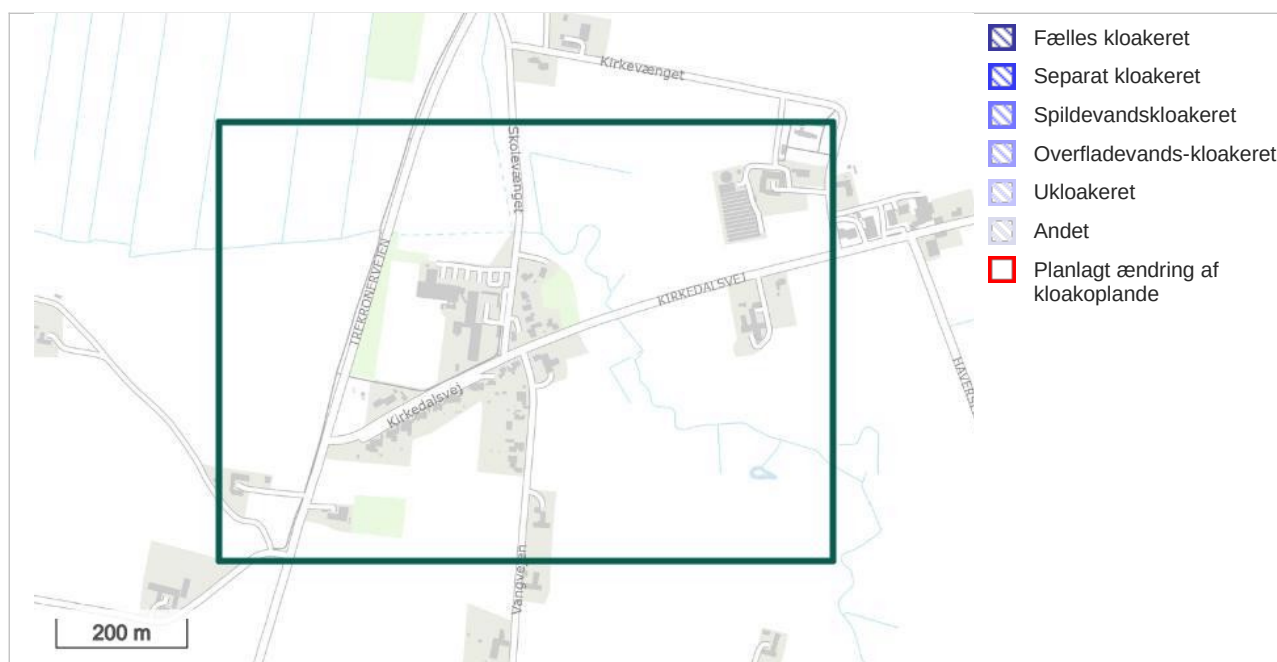 Kirkevænget
Skolevænget
TREKRONERVEJEN
KIRKEDALSVEJ
Kirkedalsvej
Vangvejen
200 m
Fælles kloakeret
Separat kloakeret
Spildevandskloakeret
Overfladevands-kloakeret
Ukloakeret
Andet
Planlagt ændring af
kloakoplande